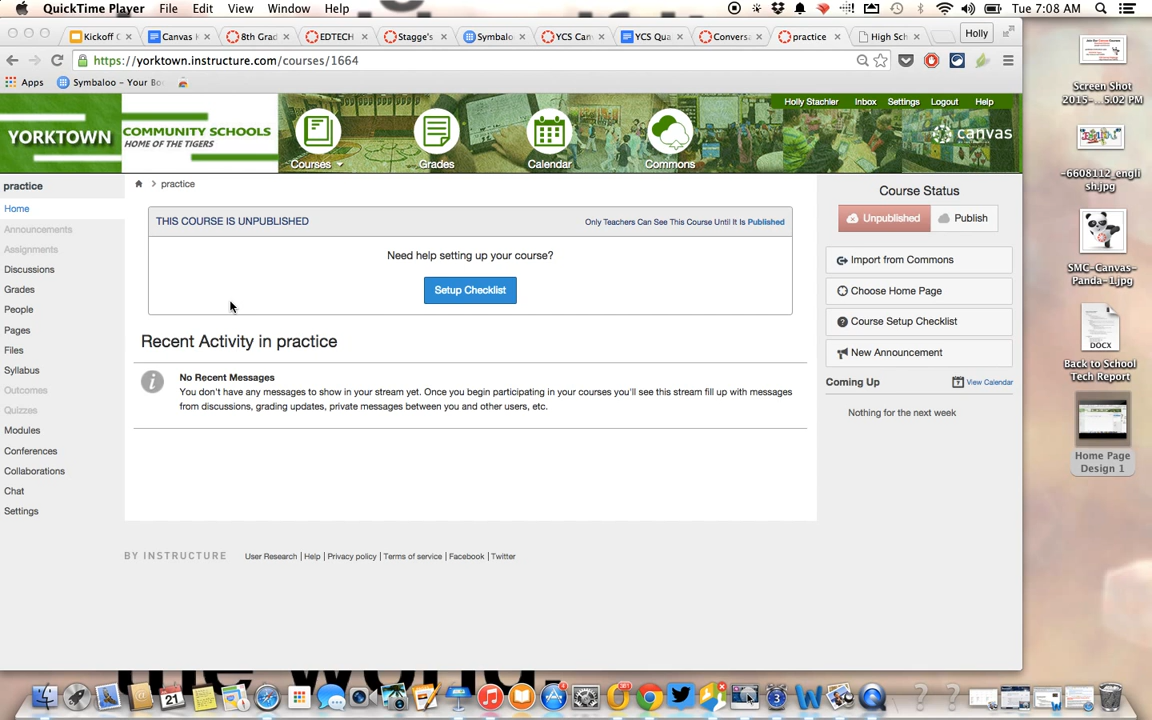 QuickTime Player File Edit View Window Help Tue 7:08 AM
Kickoff C Canvas 8th Grad EDTECH Stagge's Symbaloo YCS Can YCS Qua Convers practice High Sch Holly
https://yorktown.instructure.com/courses/1664
Apps Symbaloo - Your Bo
Holly Stachler Inbox Settings Logout Help
YORKTOWN COMMUNITY SCHOOLS
HOME OF THE TIGERS
canvas
Courses Grades Calendar Commons
practice
Home
Announcements
Assignments
Discussions
Grades
People
Pages
Files
Syllabus
Outcomes
Quizzes
Modules
Conferences
Collaborations
Chat
Settings
practice
THIS COURSE IS UNPUBLISHED Only Teachers Can See This Course Until It Is Published
Need help setting up your course?
Setup Checklist
Recent Activity in practice
No Recent Messages
You don't have any messages to show in your stream yet. Once you begin participating in your courses you'll see this stream fill up with messages
from discussions, grading updates, private messages between you and other users, etc.
Course Status
Unpublished Publish
Import from Commons
Choose Home Page
Course Setup Checklist
New Announcement
Coming Up View Calendar
Nothing for the next week
BY INSTRUCTURE User Research | Help | Privacy policy | Terms of service | Facebook | Twitter
Screen Shot
2015-...5.02 PM
-6608112_engli
sh.jpg
SMC-Canvas-
Panda-1.jpg
DOCX
Back to School
Tech Report
Home Page
Design 1
21